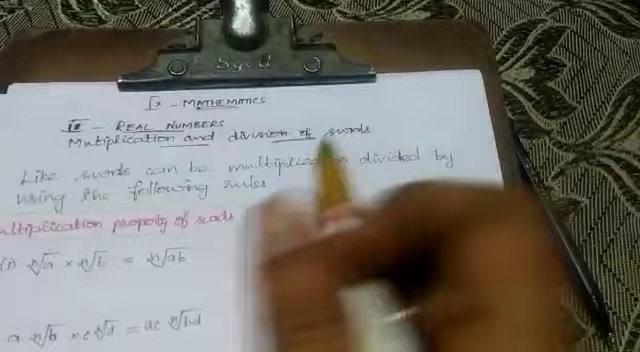 Syed
IX - MATHEMATICS
II - REAL NUMBERS
Multiplication and division of surds
Like surds can be multiplied divided by
using the following rules
Multiplication property of surds
(i) ⁿ√a × ⁿ√b = ⁿ√ab
a ⁿ√b × c ⁿ√d = ac ⁿ√bd